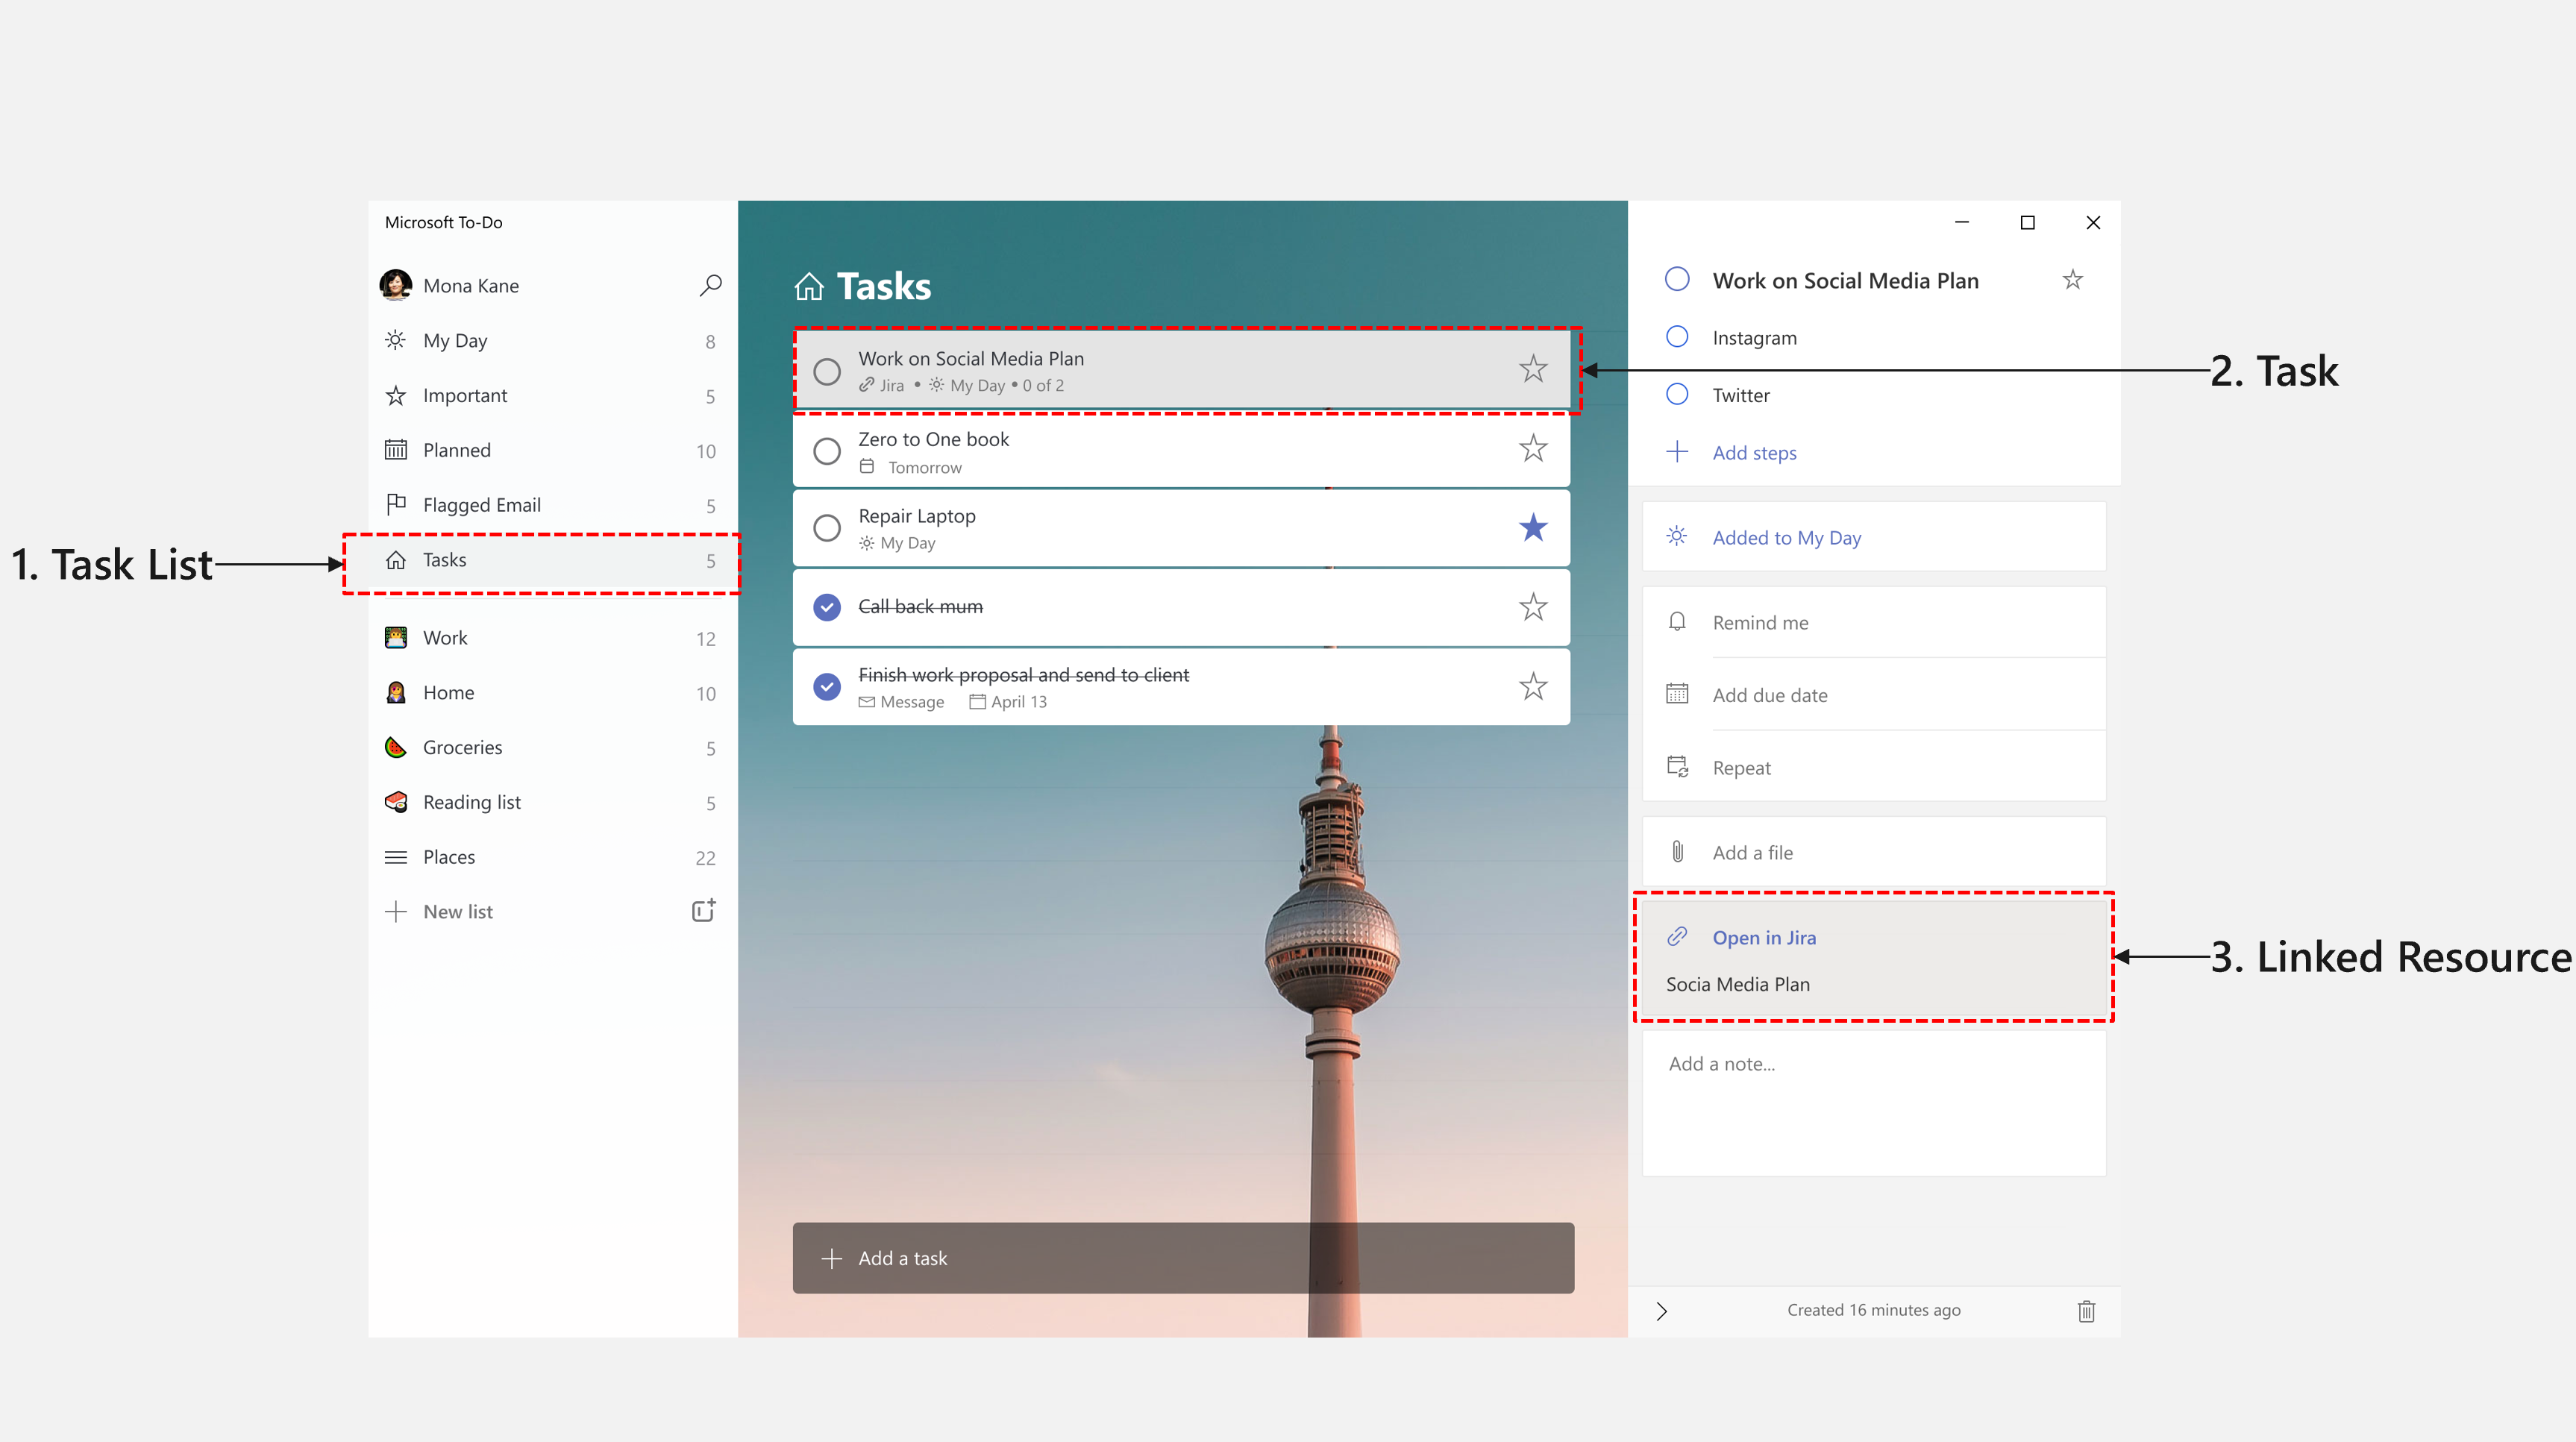 Microsoft To-Do
Mona Kane
My Day 8
Important 5
Planned 10
Flagged Email 5
1. Task List
Tasks 5
Work 12
Home 10
Groceries 5
Reading list 5
Places 22
New list
Tasks
Work on Social Media Plan
Jira • My Day • 0 of 2
Zero to One book
Tomorrow
Repair Laptop
My Day
Call back mum
Finish work proposal and send to client
Message April 13
Add a task
Work on Social Media Plan
Instagram
2. Task
Twitter
Add steps
Added to My Day
Remind me
Add due date
Repeat
Add a file
Open in Jira
Socia Media Plan
3. Linked Resource
Add a note...
Created 16 minutes ago